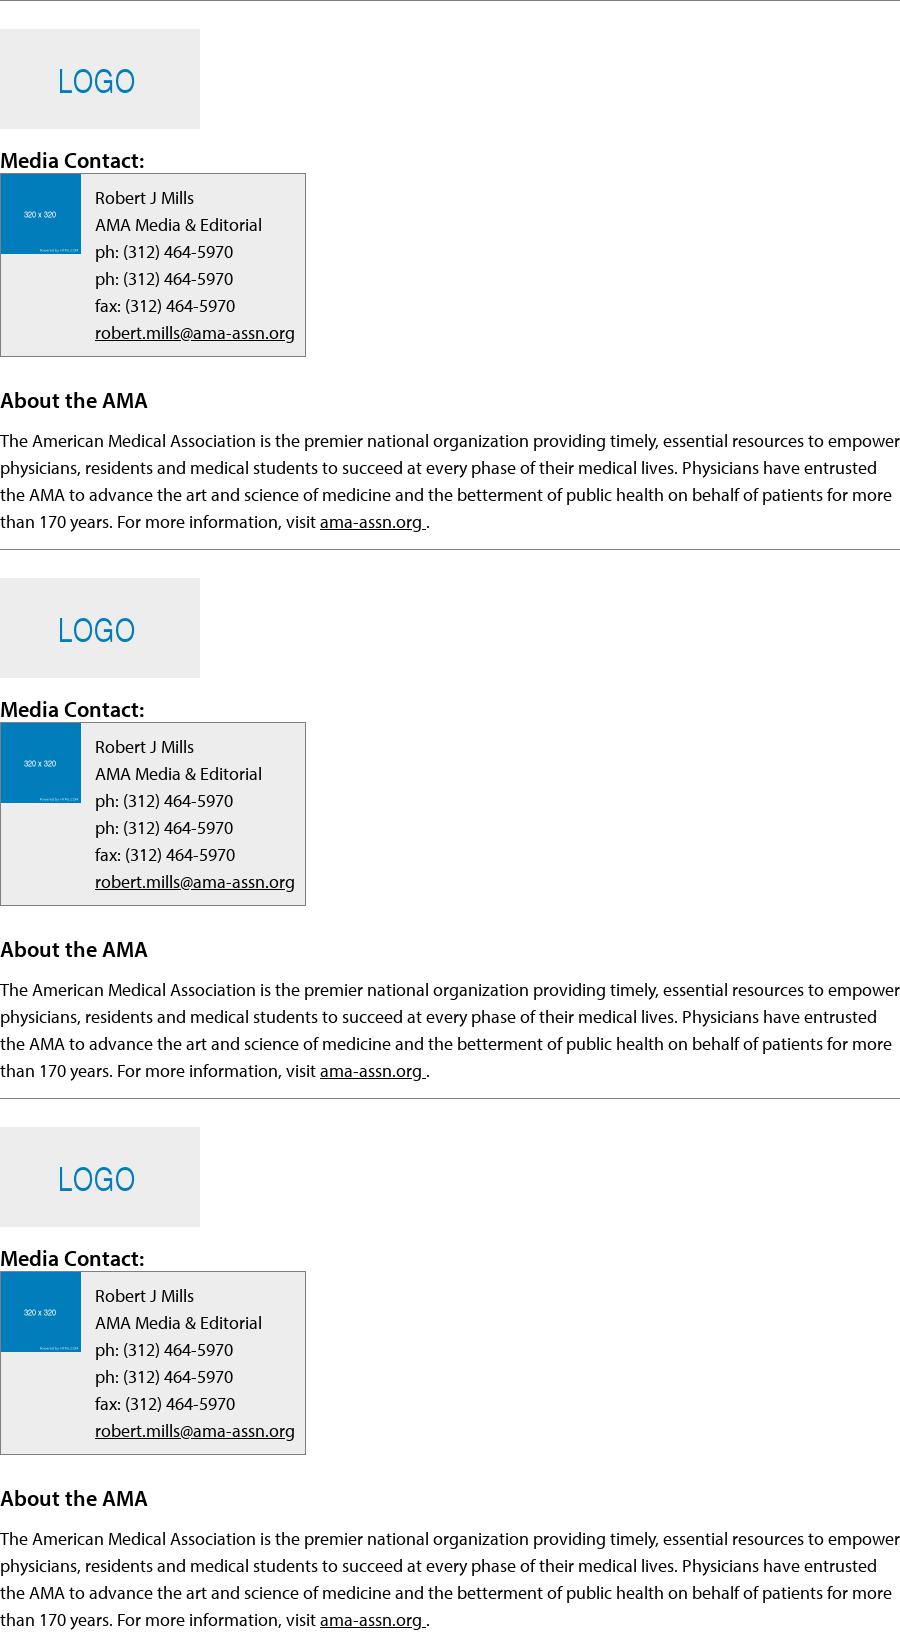 LOGO
Media Contact:
320 x 320
Powered by HTML.COM
Robert J Mills
AMA Media & Editorial
ph: (312) 464-5970
ph: (312) 464-5970
fax: (312) 464-5970
robert.mills@ama-assn.org
About the AMA
The American Medical Association is the premier national organization providing timely, essential resources to empower
physicians, residents and medical students to succeed at every phase of their medical lives. Physicians have entrusted
the AMA to advance the art and science of medicine and the betterment of public health on behalf of patients for more
than 170 years. For more information, visit ama-assn.org .
LOGO
Media Contact:
320 x 320
Powered by HTML.COM
Robert J Mills
AMA Media & Editorial
ph: (312) 464-5970
ph: (312) 464-5970
fax: (312) 464-5970
robert.mills@ama-assn.org
About the AMA
The American Medical Association is the premier national organization providing timely, essential resources to empower
physicians, residents and medical students to succeed at every phase of their medical lives. Physicians have entrusted
the AMA to advance the art and science of medicine and the betterment of public health on behalf of patients for more
than 170 years. For more information, visit ama-assn.org .
LOGO
Media Contact:
320 x 320
Powered by HTML.COM
Robert J Mills
AMA Media & Editorial
ph: (312) 464-5970
ph: (312) 464-5970
fax: (312) 464-5970
robert.mills@ama-assn.org
About the AMA
The American Medical Association is the premier national organization providing timely, essential resources to empower
physicians, residents and medical students to succeed at every phase of their medical lives. Physicians have entrusted
the AMA to advance the art and science of medicine and the betterment of public health on behalf of patients for more
than 170 years. For more information, visit ama-assn.org .